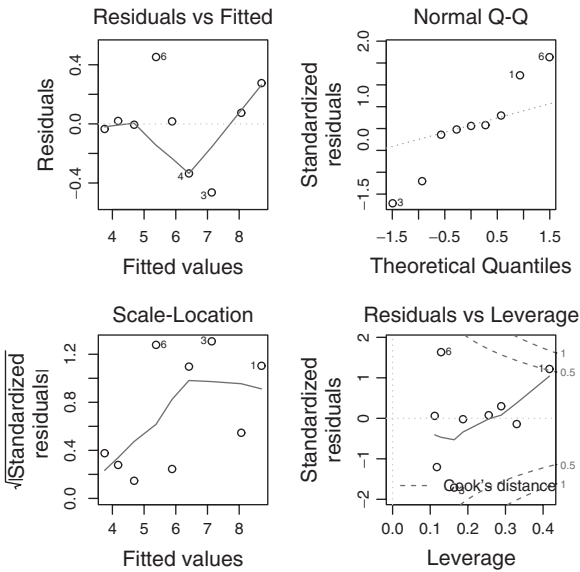 Residuals vs Fitted
Residuals
0.4
0.0
−0.4
6
4
3
4 5 6 7 8
Fitted values
Normal Q-Q
Standardized
residuals
2.0
1.0
0.0
−1.5
6
1
3
−1.5 −0.5 0.5 1.5
Theoretical Quantiles
Scale-Location
√|Standardized
residuals|
1.2
0.8
0.4
0.0
6
3
1
4 5 6 7 8
Fitted values
Residuals vs Leverage
Standardized
residuals
2
1
0
−1
−2
6
1
3
1
0.5
0.5
1
Cook's distance
0.0 0.1 0.2 0.3 0.4
Leverage